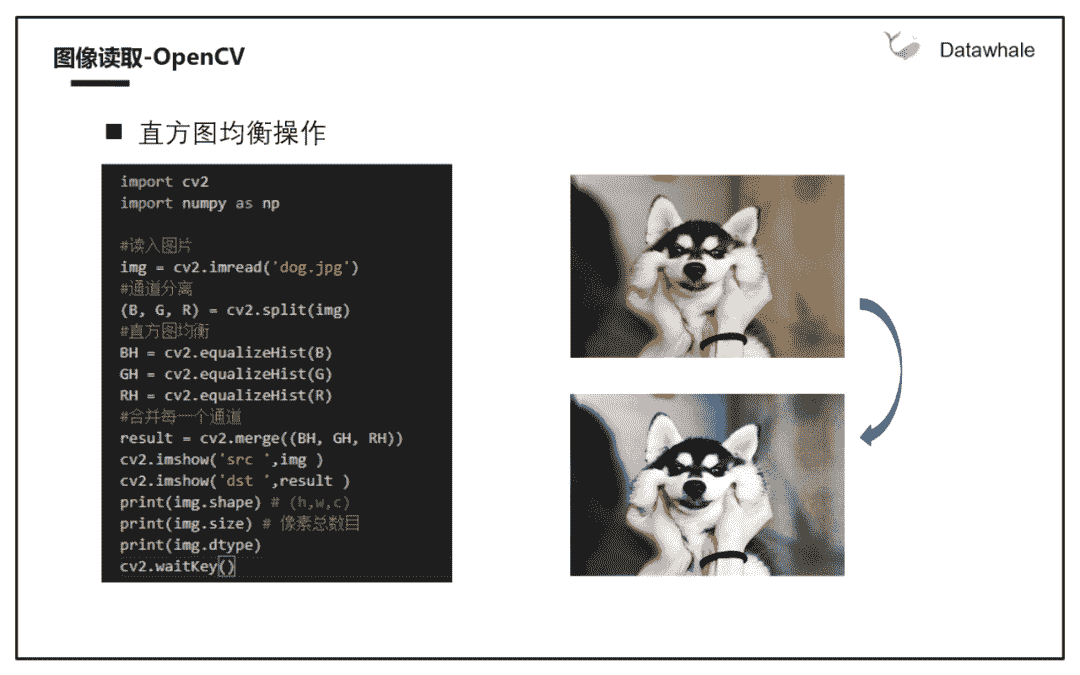 图像读取-OpenCV
Datawhale
■ 直方图均衡操作
import cv2
import numpy as np
#读入图片
img = cv2.imread('dog.jpg')
#通道分离
(B, G, R) = cv2.split(img)
#直方图均衡
BH = cv2.equalizeHist(B)
GH = cv2.equalizeHist(G)
RH = cv2.equalizeHist(R)
#合并每一个通道
result = cv2.merge((BH, GH, RH))
cv2.imshow('src ',img )
cv2.imshow('dst ',result )
print(img.shape) # (h,w,c)
print(img.size) # 像素总数目
print(img.dtype)
cv2.waitKey()